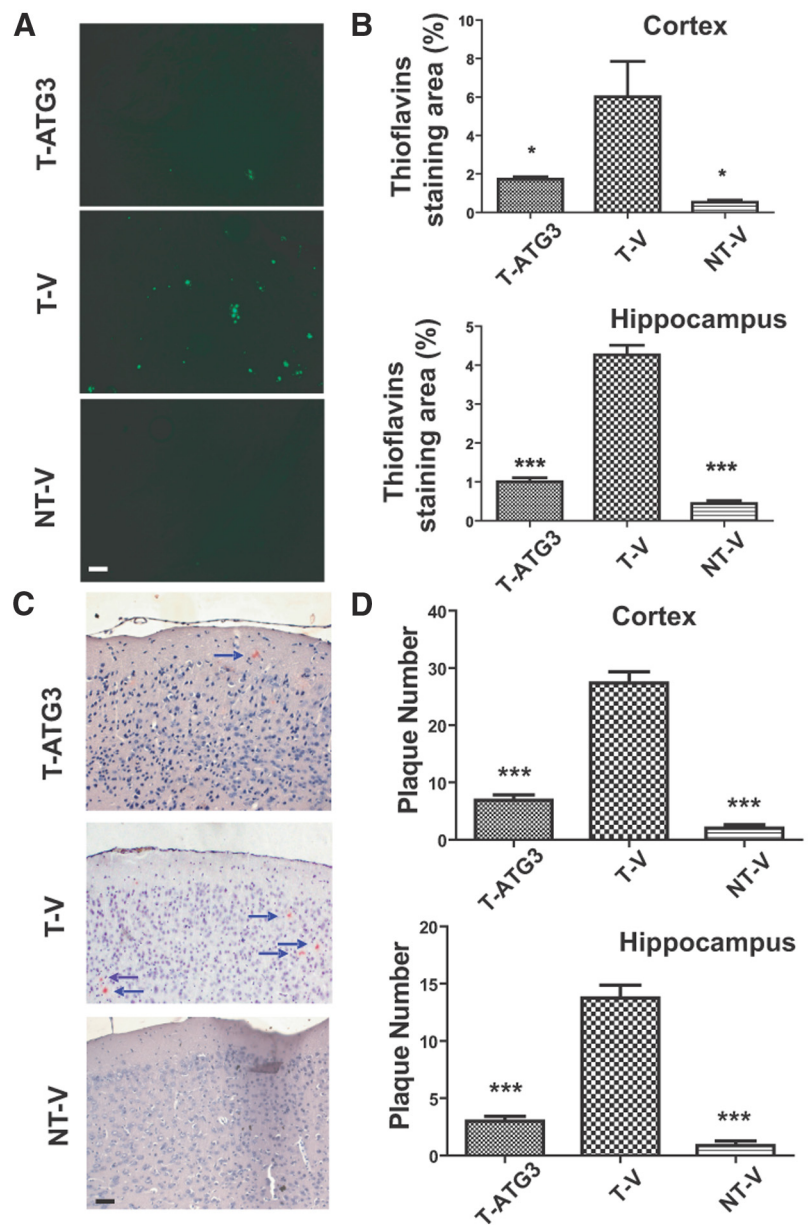 A
T-ATG3
T-V
NT-V
B
Cortex
Thioflavins
staining area (%)
10
8
6
4
2
0
*
*
T-ATG3
T-V
NT-V
Hippocampus
Thioflavins
staining area (%)
5
4
3
2
1
0
***
***
T-ATG3
T-V
NT-V
C
T-ATG3
T-V
NT-V
D
Cortex
Plaque Number
40
30
20
10
0
***
***
T-ATG3
T-V
NT-V
Hippocampus
Plaque Number
20
15
10
5
0
***
***
T-ATG3
T-V
NT-V